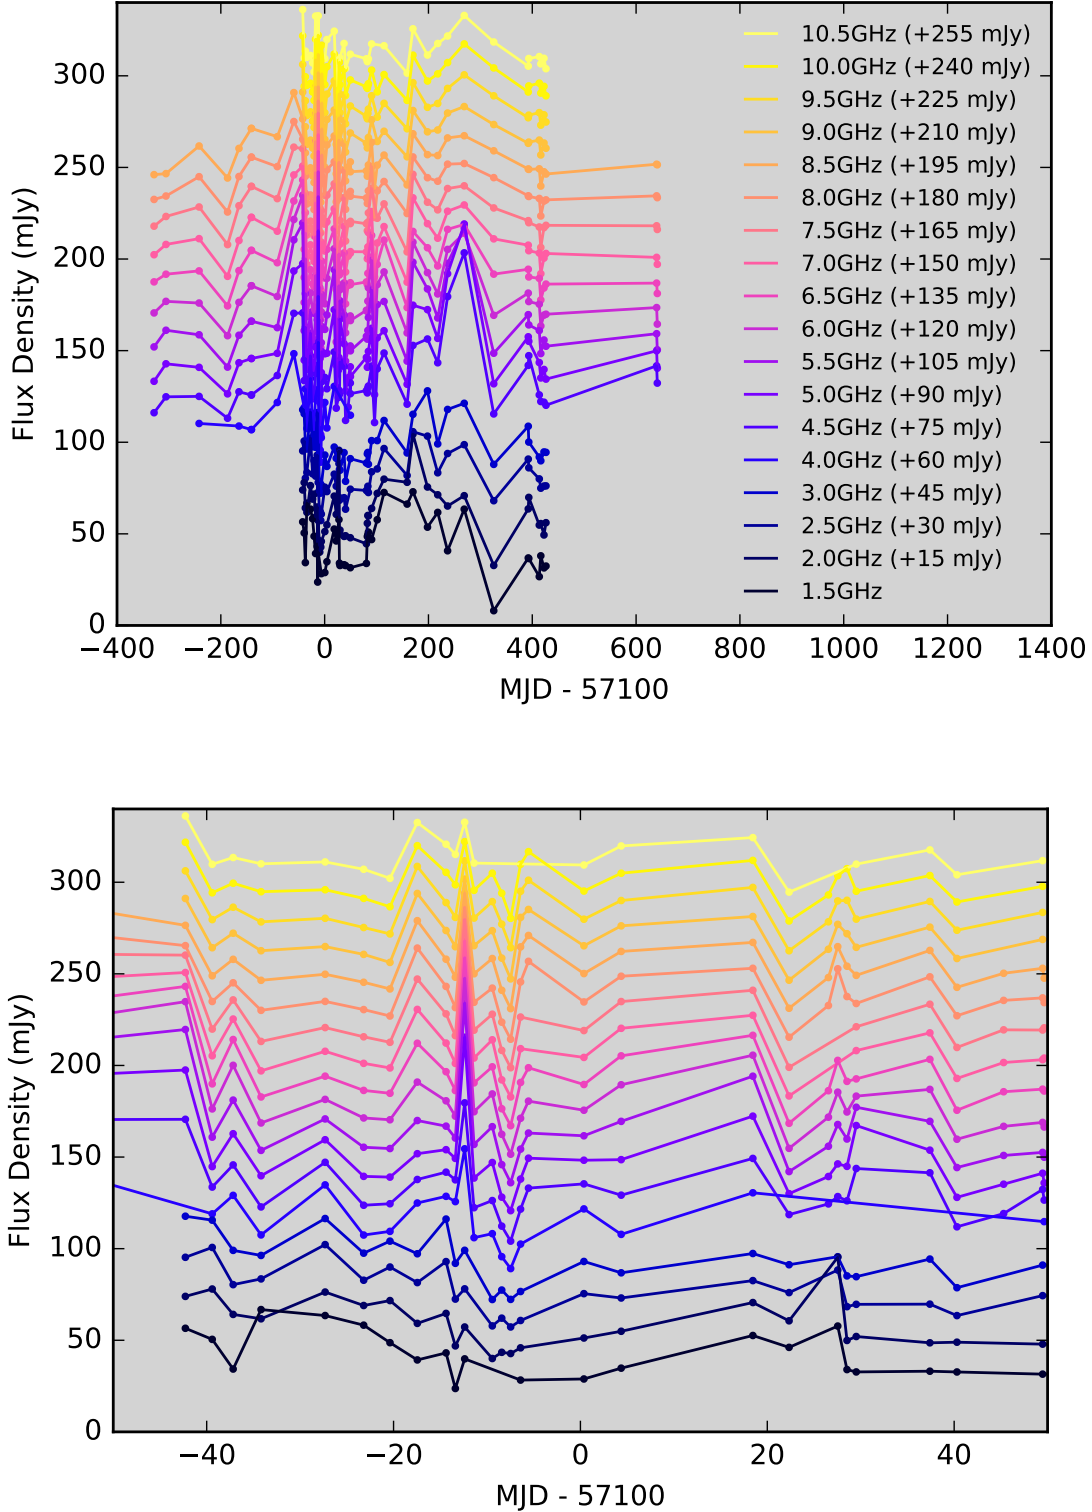 Flux Density (mJy)
300
250
200
150
100
50
0
10.5GHz (+255 mJy)
10.0GHz (+240 mJy)
9.5GHz (+225 mJy)
9.0GHz (+210 mJy)
8.5GHz (+195 mJy)
8.0GHz (+180 mJy)
7.5GHz (+165 mJy)
7.0GHz (+150 mJy)
6.5GHz (+135 mJy)
6.0GHz (+120 mJy)
5.5GHz (+105 mJy)
5.0GHz (+90 mJy)
4.5GHz (+75 mJy)
4.0GHz (+60 mJy)
3.0GHz (+45 mJy)
2.5GHz (+30 mJy)
2.0GHz (+15 mJy)
1.5GHz
−400 −200 0 200 400 600 800 1000 1200 1400
MJD - 57100
Flux Density (mJy)
300
250
200
150
100
50
0
−40 −20 0 20 40
MJD - 57100